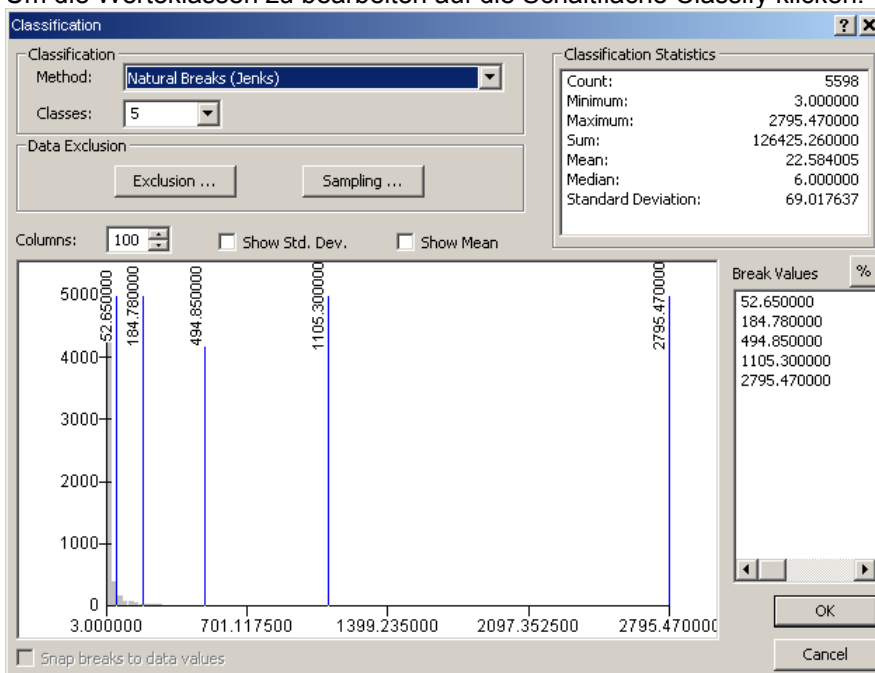 Um die Werteklassen zu bearbeiten auf die Schaltfläche Classify klicken.
Classification
Classification
Method: Natural Breaks (Jenks)
Classes: 5
Data Exclusion
Exclusion ... Sampling ...
Classification Statistics
Count: 5598
Minimum: 3.000000
Maximum: 2795.470000
Sum: 126425.260000
Mean: 22.584005
Median: 6.000000
Standard Deviation: 69.017637
Columns: 100 Show Std. Dev. Show Mean
Break Values %
52.650000
184.780000
494.850000
1105.300000
2795.470000
5000
4000
3000
2000
1000
0
52.650000
184.780000
494.850000
1105.300000
2795.470000
3.000000 701.117500 1399.235000 2097.352500 2795.470000
Snap breaks to data values
OK
Cancel